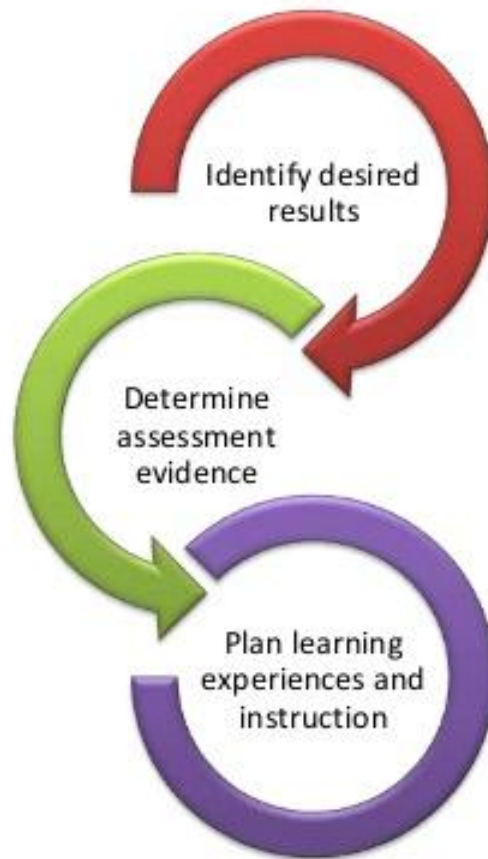 Identify desired
results
Determine
assessment
evidence
Plan learning
experiences and
instruction